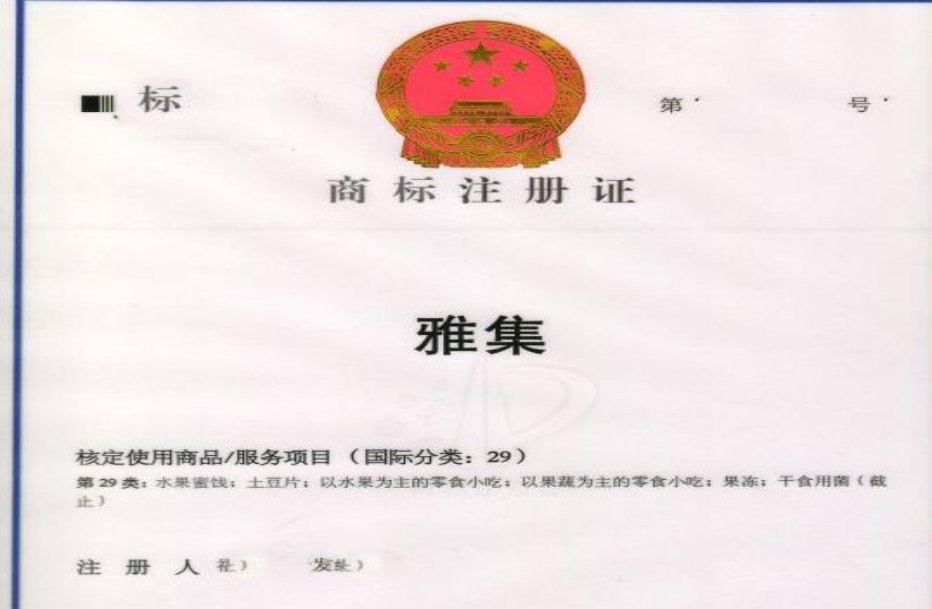 标
第 号
商标注册证
雅集
核定使用商品/服务项目（国际分类：29）
第 29 类：水果蜜饯；土豆片；以水果为主的零食小吃；以果蔬为主的零食小吃；果冻；干食用菌（截
止）
注 册 人